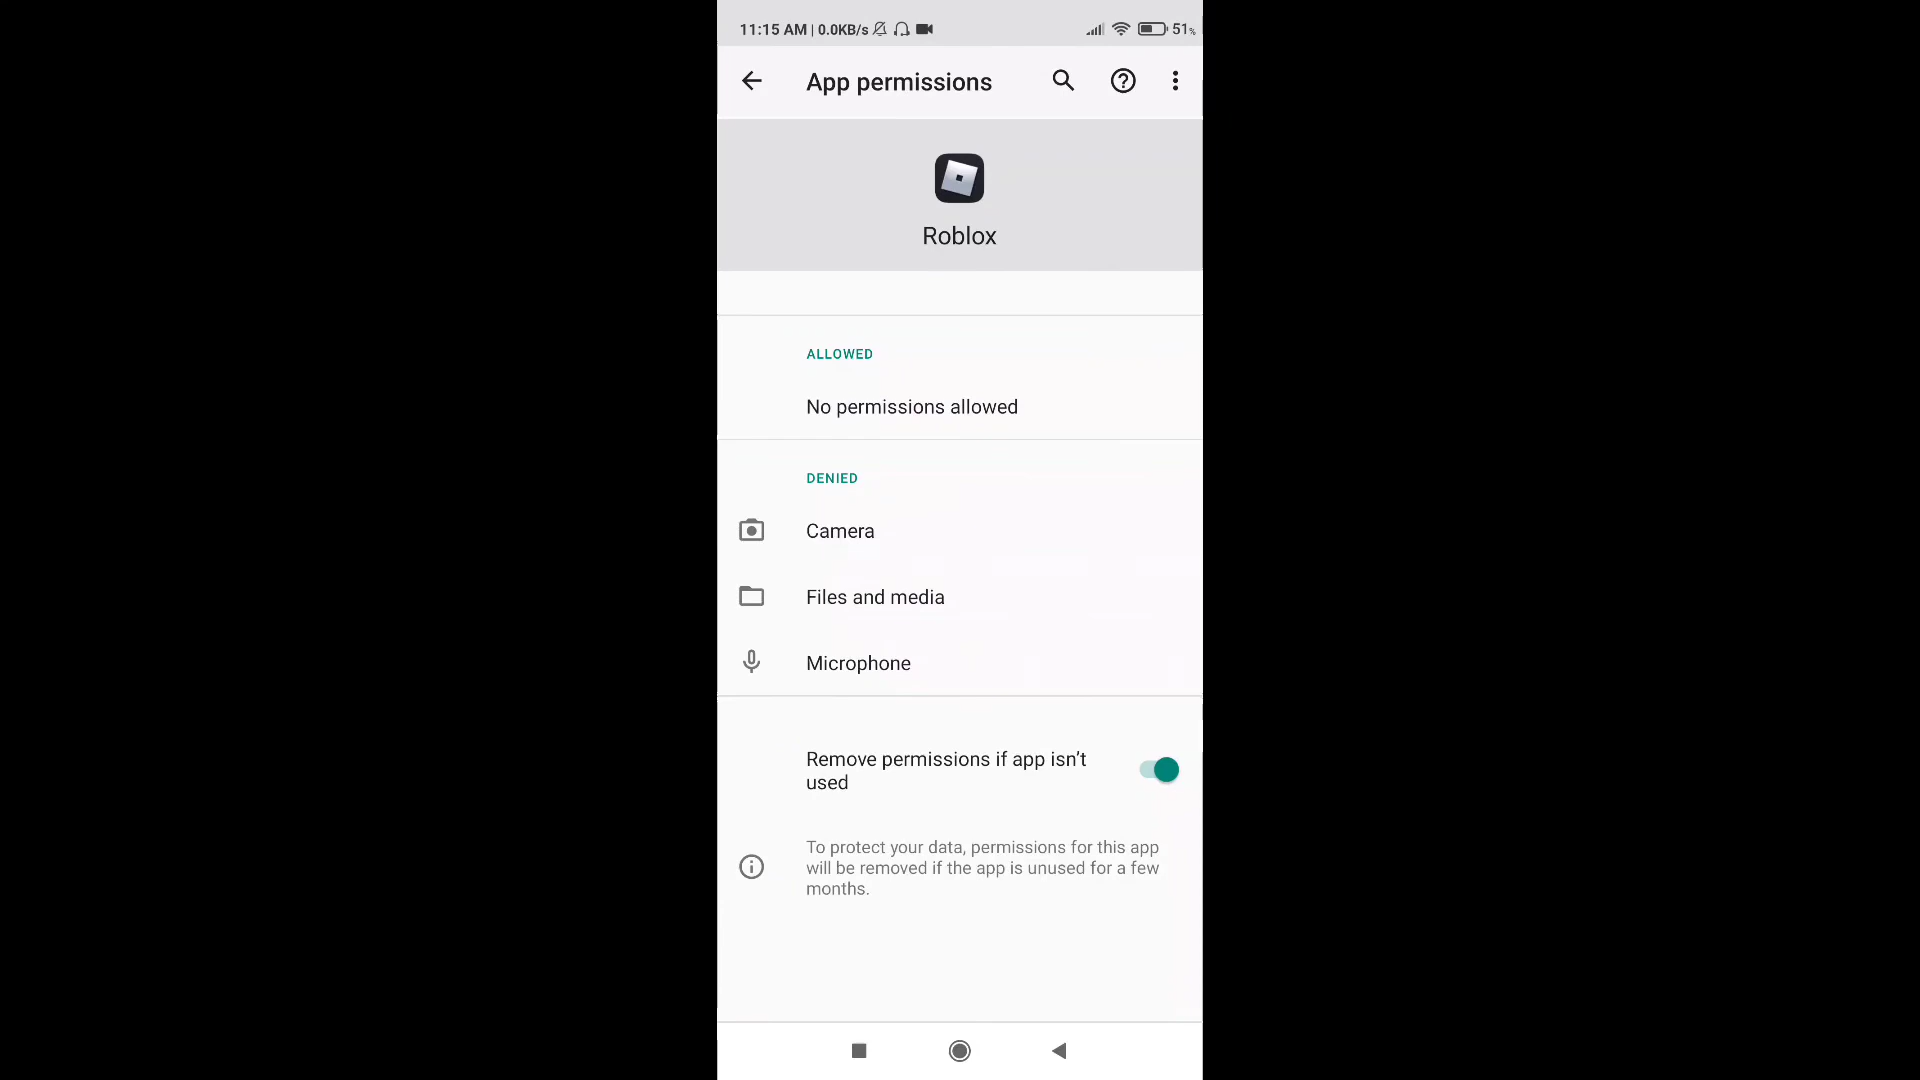 11:15 AM | 0.0KB/s 51%
App permissions
Roblox
ALLOWED
No permissions allowed
DENIED
Camera
Files and media
Microphone
Remove permissions if app isn’t
used
To protect your data, permissions for this app
will be removed if the app is unused for a few
months.